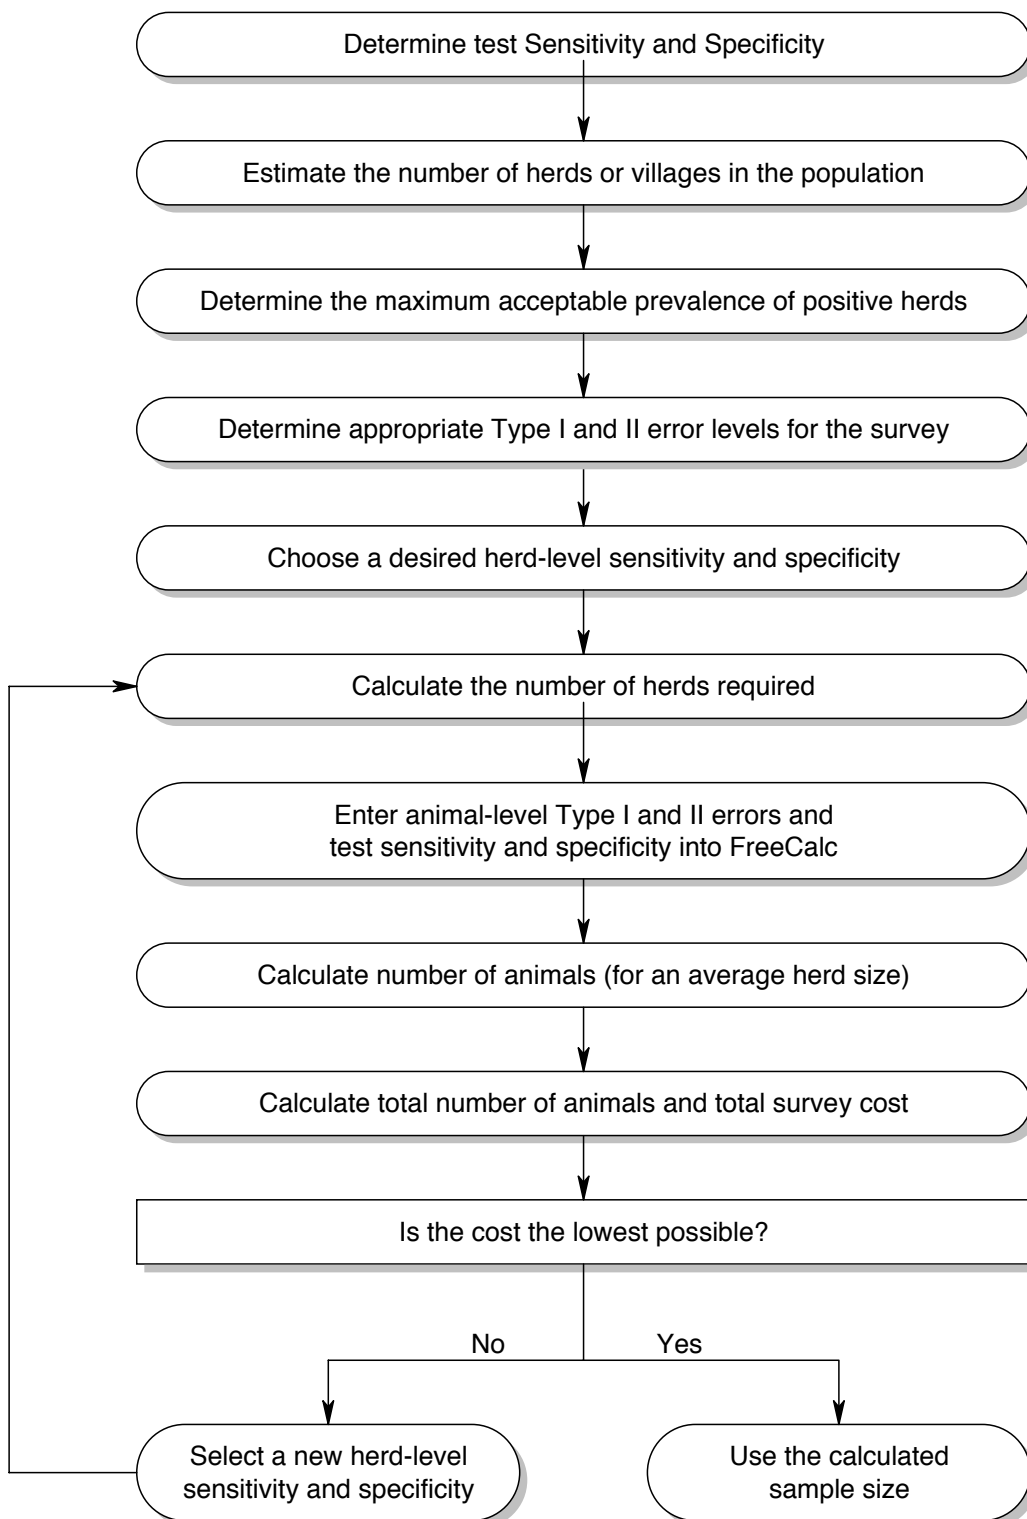 Determine test Sensitivity and Specificity
Estimate the number of herds or villages in the population
Determine the maximum acceptable prevalence of positive herds
Determine appropriate Type I and II error levels for the survey
Choose a desired herd-level sensitivity and specificity
Calculate the number of herds required
Enter animal-level Type I and II errors and
test sensitivity and specificity into FreeCalc
Calculate number of animals (for an average herd size)
Calculate total number of animals and total survey cost
Is the cost the lowest possible?
No
Yes
Select a new herd-level
sensitivity and specificity
Use the calculated
sample size